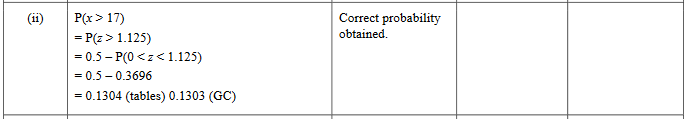 (ii)
P(x > 17)
= P(z > 1.125)
= 0.5 – P(0 < z < 1.125)
= 0.5 – 0.3696
= 0.1304 (tables) 0.1303 (GC)
Correct probability
obtained.